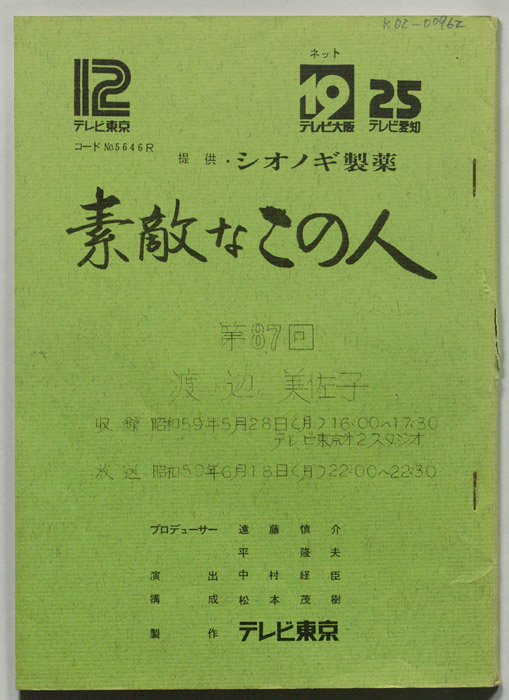 K02-00962
12
テレビ東京
コードNo5646R
ネット
19
テレビ大阪
25
テレビ愛知
提供・シオノギ製薬
素敵なこの人
第87回
渡辺 美佐子
収録 昭和59年5月28日(月)16:00〜17:30
テレビ東京オ2スタジオ
放送 昭和59年6月18日(月)22:00〜22:30
プロデューサー 遠藤慎介
平 隆夫
演出 中村経臣
構成 松本茂樹
製作 テレビ東京